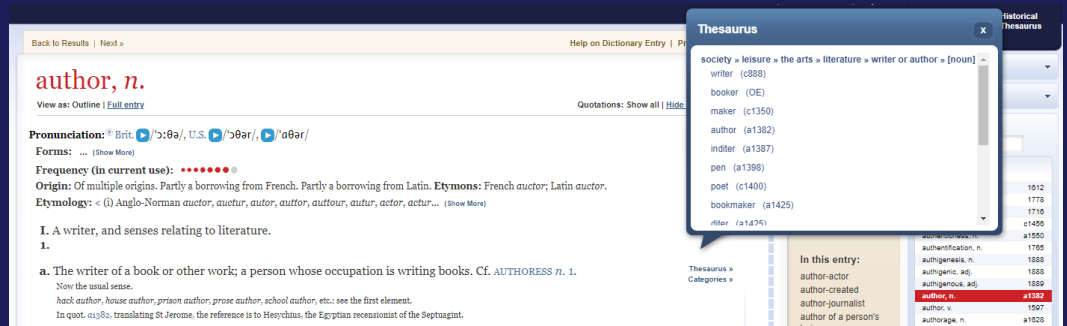 Historical
Thesaurus
Back to Results | Next »
Help on Dictionary Entry |
author, n.
View as: Outline | Full entry
Quotations: Show all | Hide
Pronunciation: ? Brit. /ˈɔːθə/, U.S. /ˈɔθər/, /ˈɑθər/
Forms: ... (Show More)
Frequency (in current use):
Origin: Of multiple origins. Partly a borrowing from French. Partly a borrowing from Latin. Etymons: French auctor; Latin auctor.
Etymology: < (i) Anglo-Norman auctor, auctur, autor, auttor, auttour, autur, actor, actur... (Show More)
I. A writer, and senses relating to literature.
1.
a. The writer of a book or other work; a person whose occupation is writing books. Cf. AUTHORESS n. 1.
Now the usual sense.
hack author, house author, prison author, prose author, school author, etc.: see the first element.
In quot. a1382, translating St Jerome, the reference is to Hesychius, the Egyptian recensionist of the Septuagint.
Thesaurus »
Categories »
Thesaurus
x
society » leisure » the arts » literature » writer or author » [noun]
writer (c888)
booker (OE)
maker (c1350)
author (a1382)
inditer (a1387)
pen (a1398)
poet (c1400)
bookmaker (a1425)
diter (a1425)
In this entry:
author-actor
author-created
author-journalist
author of a person's
1612
1778
1716
c1456
authenticness, n. a1560
authentification, n. 1765
authigenesis, n. 1888
authigenic, adj. 1888
authigenous, adj. 1889
author, n. a1382
author, v. 1597
authorage, n. a1628